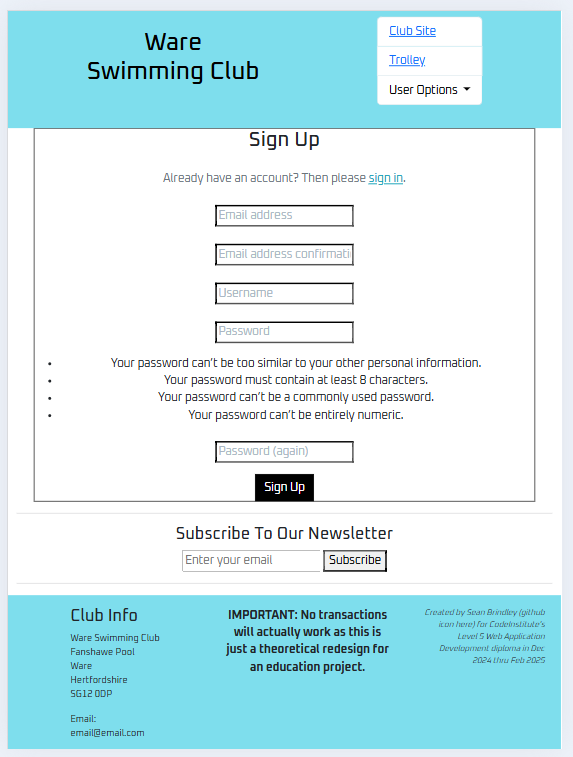 Ware
Swimming Club
Club Site
Trolley
User Options
Sign Up
Already have an account? Then please sign in.
Email address
Email address confirmati
Username
Password
Your password can't be too similar to your other personal information.
Your password must contain at least 8 characters.
Your password can't be a commonly used password.
Your password can't be entirely numeric.
Password (again)
Sign Up
Subscribe To Our Newsletter
Enter your email
Subscribe
Club Info
Ware Swimming Club
Fanshawe Pool
Ware
Hertfordshire
SG12 0DP
Email:
email@email.com
IMPORTANT: No transactions
will actually work as this is
just a theoretical redesign for
an education project.
Created by Sean Brindley (github
icon here) for CodeInstitute's
Level 5 Web Application
Development diploma in Dec
2024 thru Feb 2025